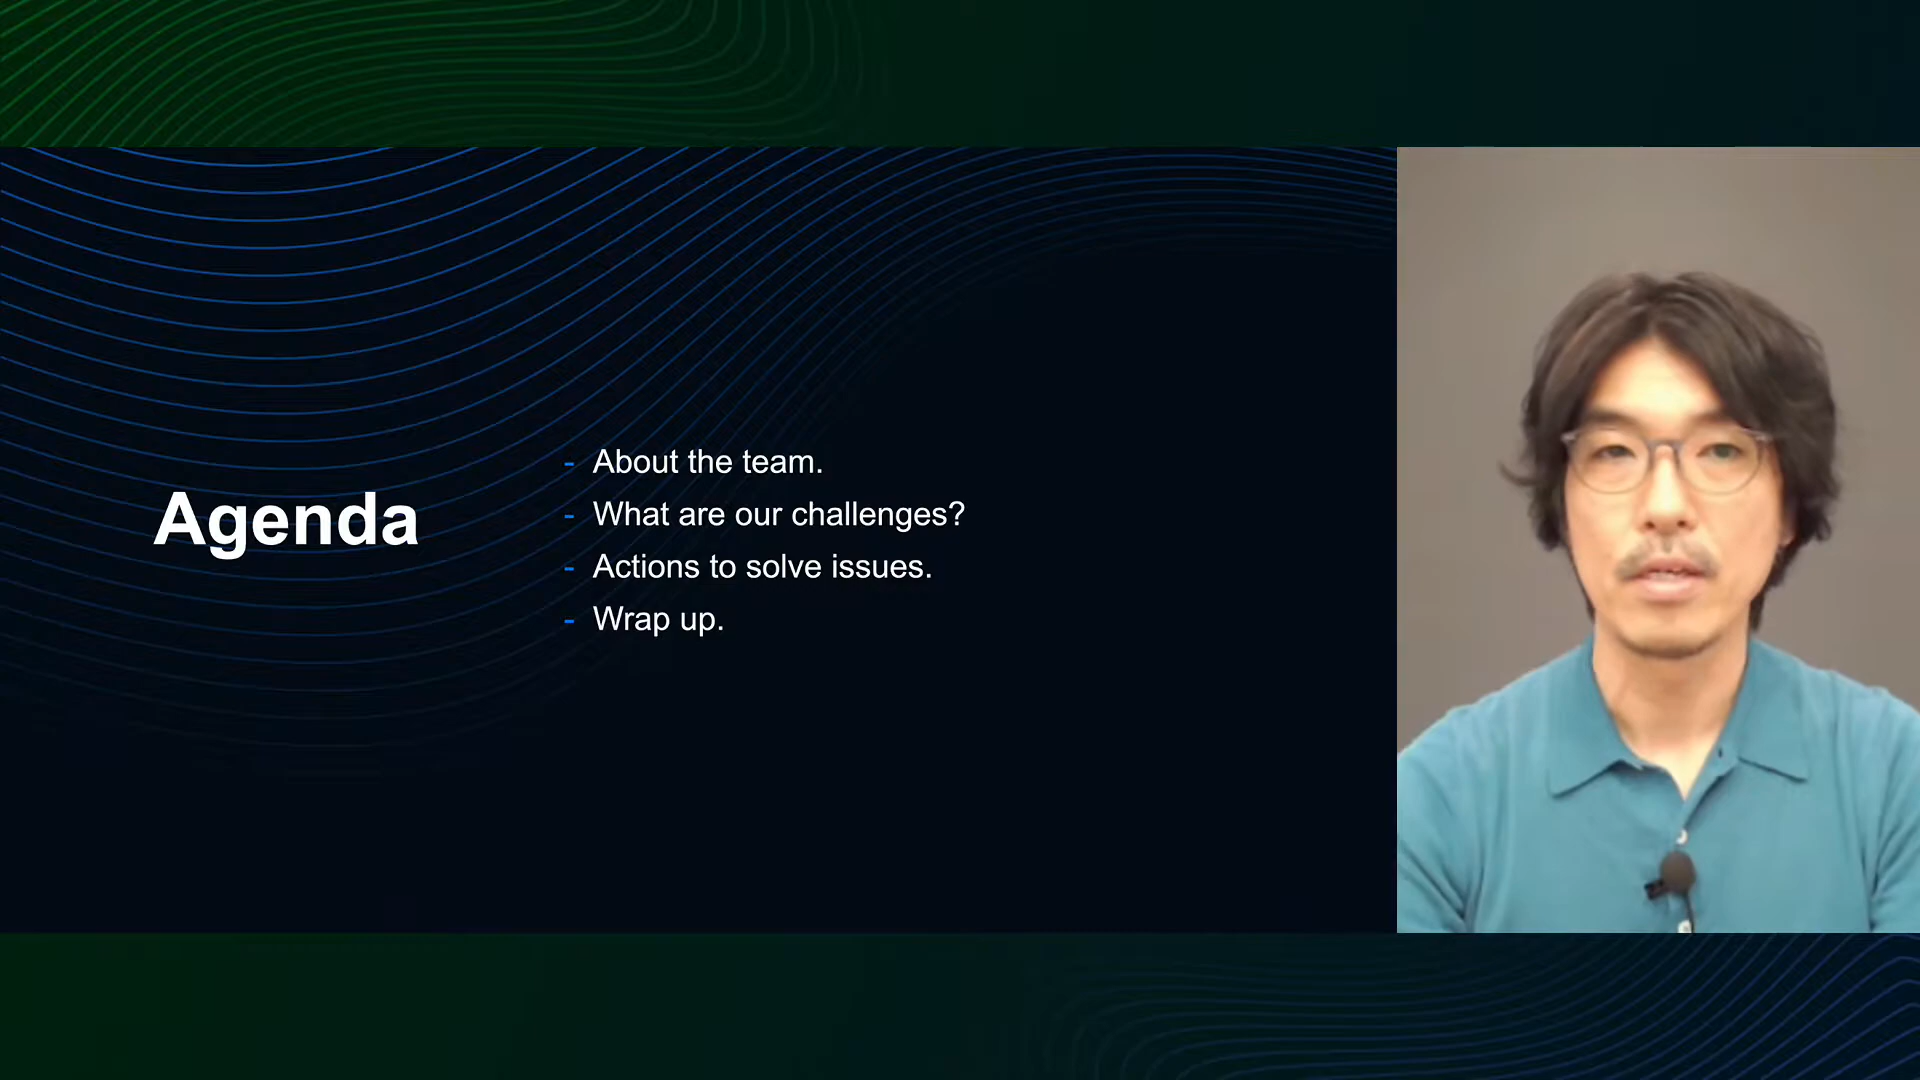 Agenda
- About the team.
- What are our challenges?
- Actions to solve issues.
- Wrap up.